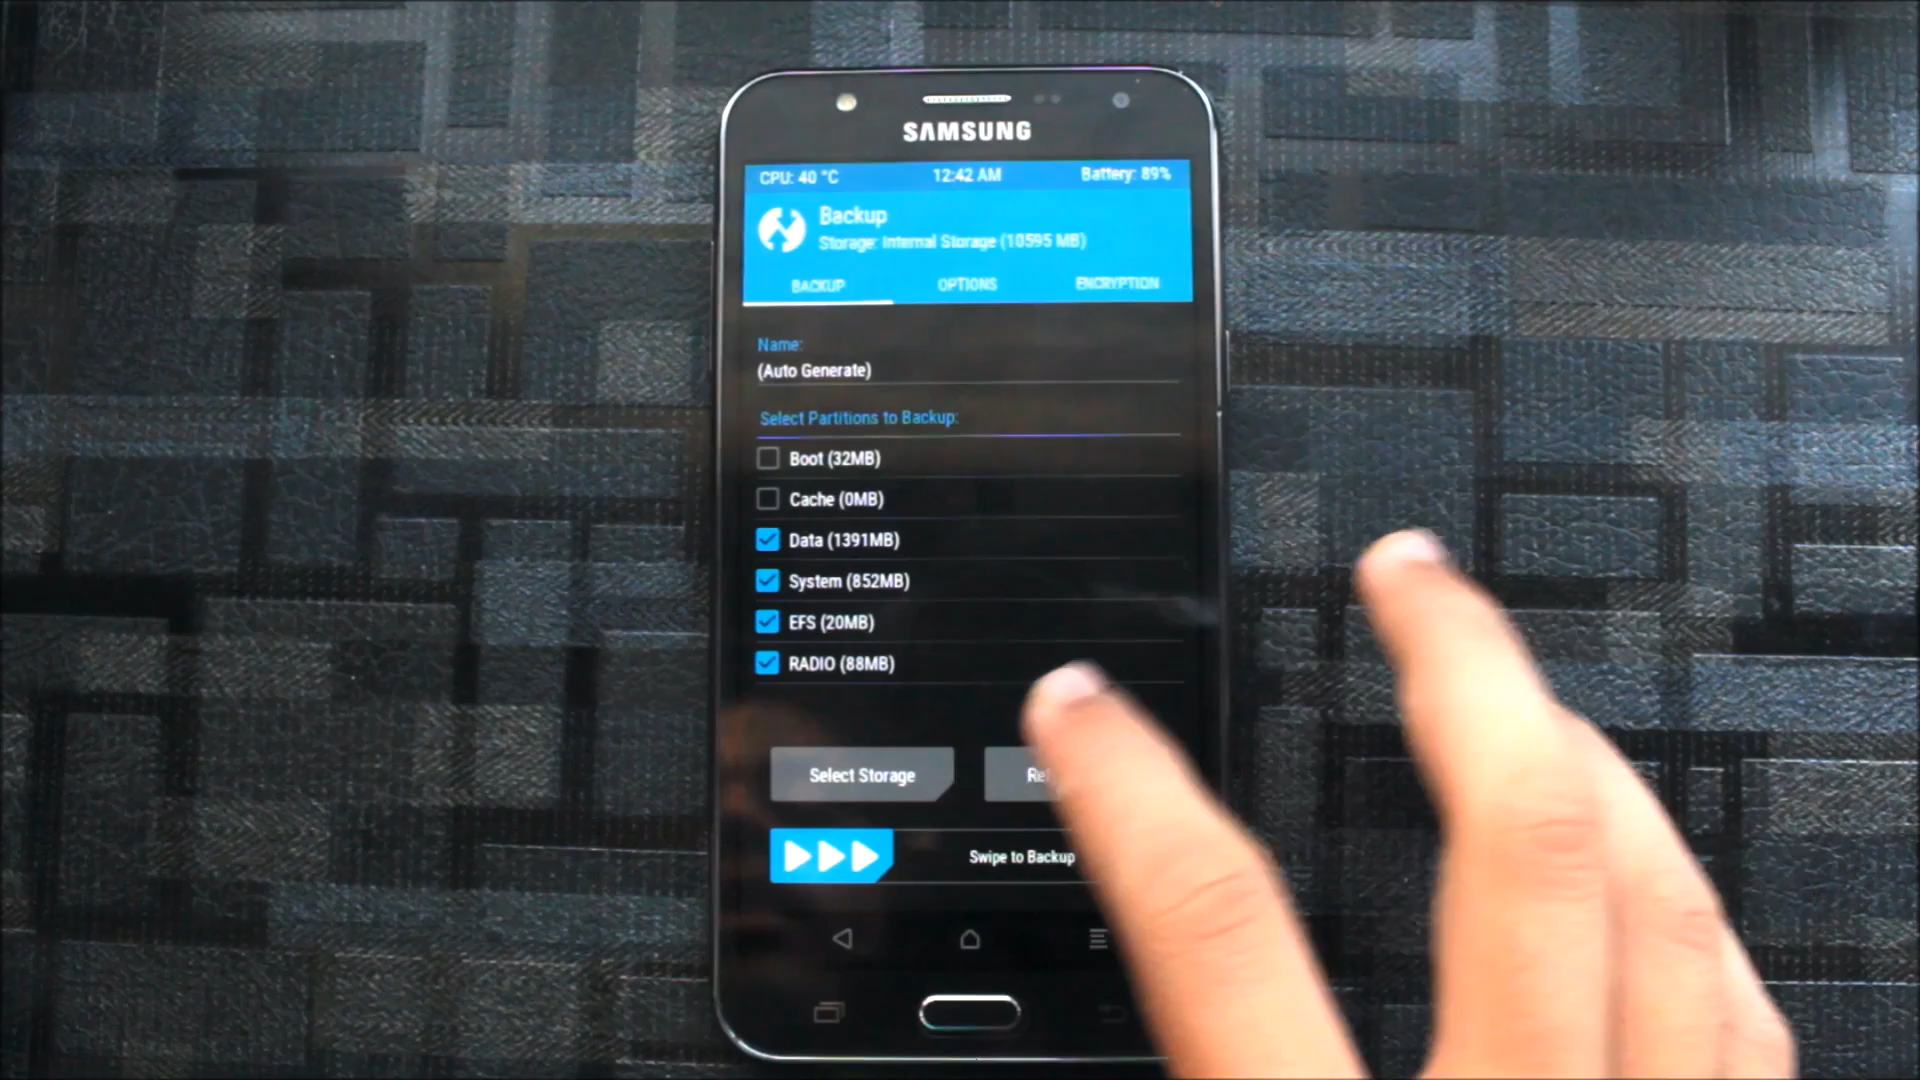 SAMSUNG
CPU: 40 °C 12:42 AM Battery: 89%
Backup
Storage: Internal Storage (10595 MB)
BACKUP OPTIONS ENCRYPTION
Name:
(Auto Generate)
Select Partitions to Backup:
Boot (32MB)
Cache (0MB)
Data (1391MB)
System (852MB)
EFS (20MB)
RADIO (88MB)
Select Storage
Swipe to Backup